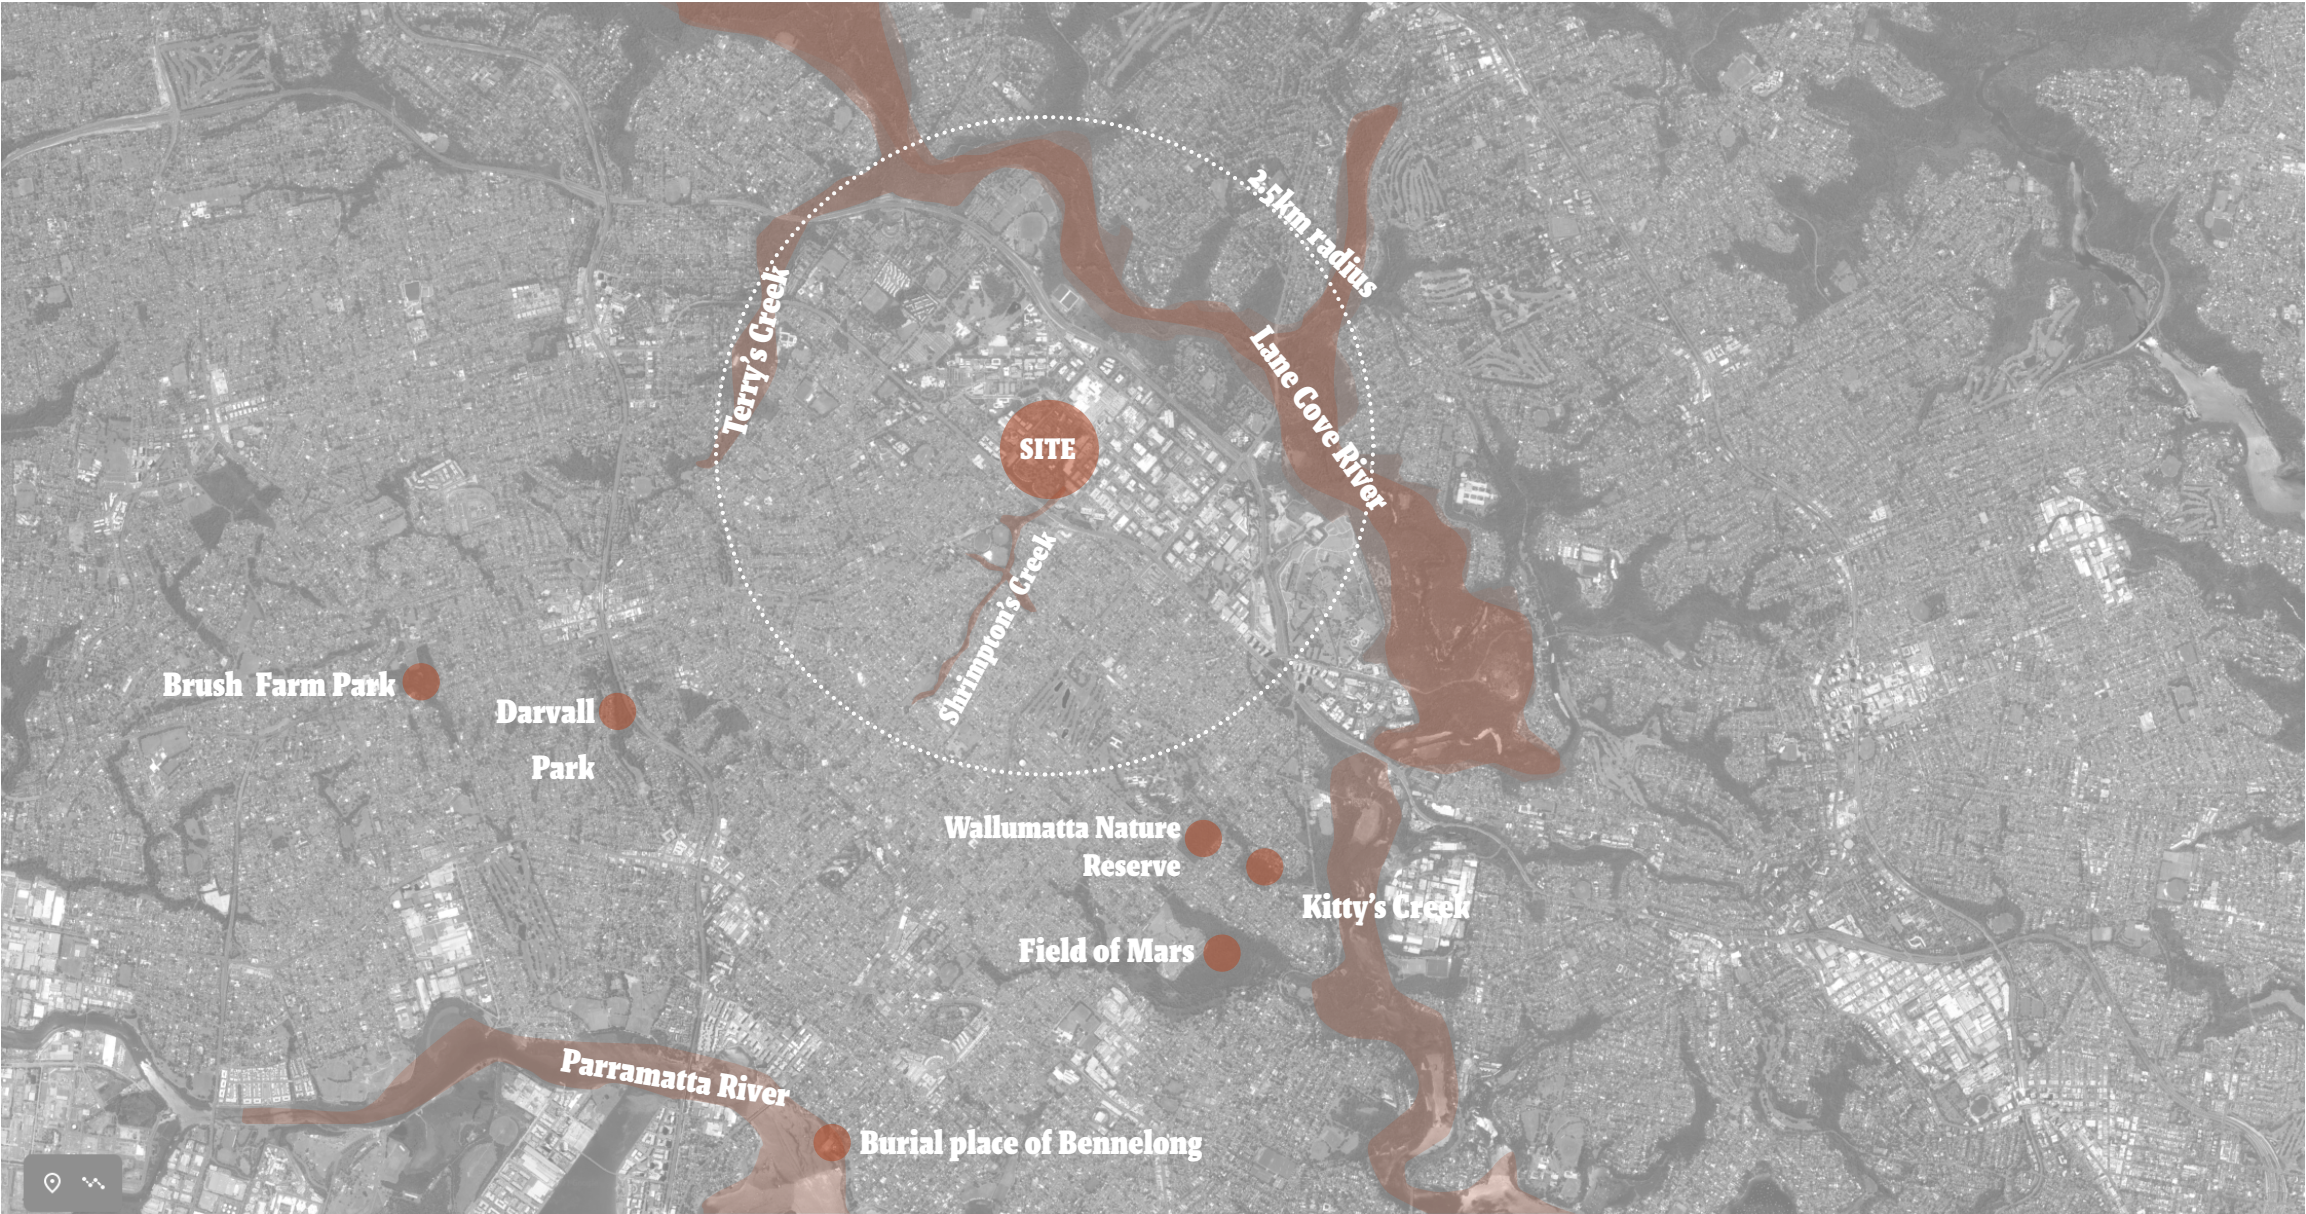 2.5km radius
Terry's Creek
Lane Cove River
SITE
Shrimpton's Creek
Brush Farm Park
Darvall
Park
Wallumatta Nature
Reserve
Kitty's Creek
Field of Mars
Parramatta River
Burial place of Bennelong